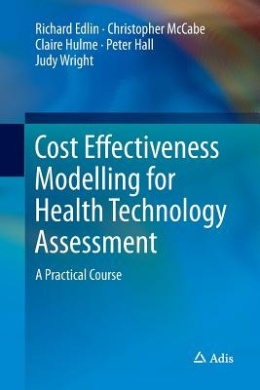 Richard Edlin · Christopher McCabe
Claire Hulme · Peter Hall
Judy Wright
Cost Effectiveness
Modelling for
Health Technology
Assessment
A Practical Course
Adis